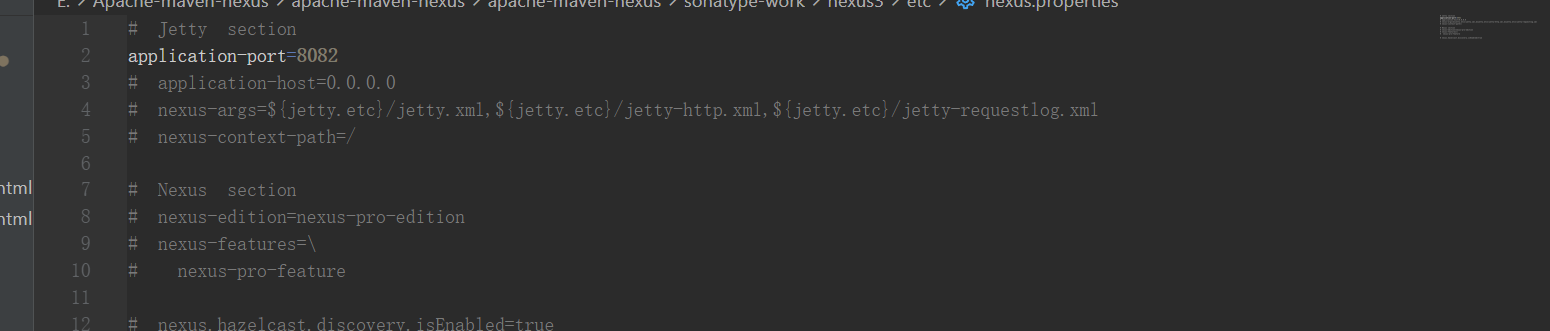 E: > Apache-maven-nexus > apache-maven-nexus > apache-maven-nexus > sonatype-work > nexus3 > etc > nexus.properties
1 # Jetty section
2 application-port=8082
3 # application-host=0.0.0.0
4 # nexus-args=${jetty.etc}/jetty.xml,${jetty.etc}/jetty-http.xml,${jetty.etc}/jetty-requestlog.xml
5 # nexus-context-path=/
6
7 # Nexus section
html
8 # nexus-edition=nexus-pro-edition
html
9 # nexus-features=\
10 # nexus-pro-feature
11
12 # nexus.hazelcast.discovery.isEnabled=true